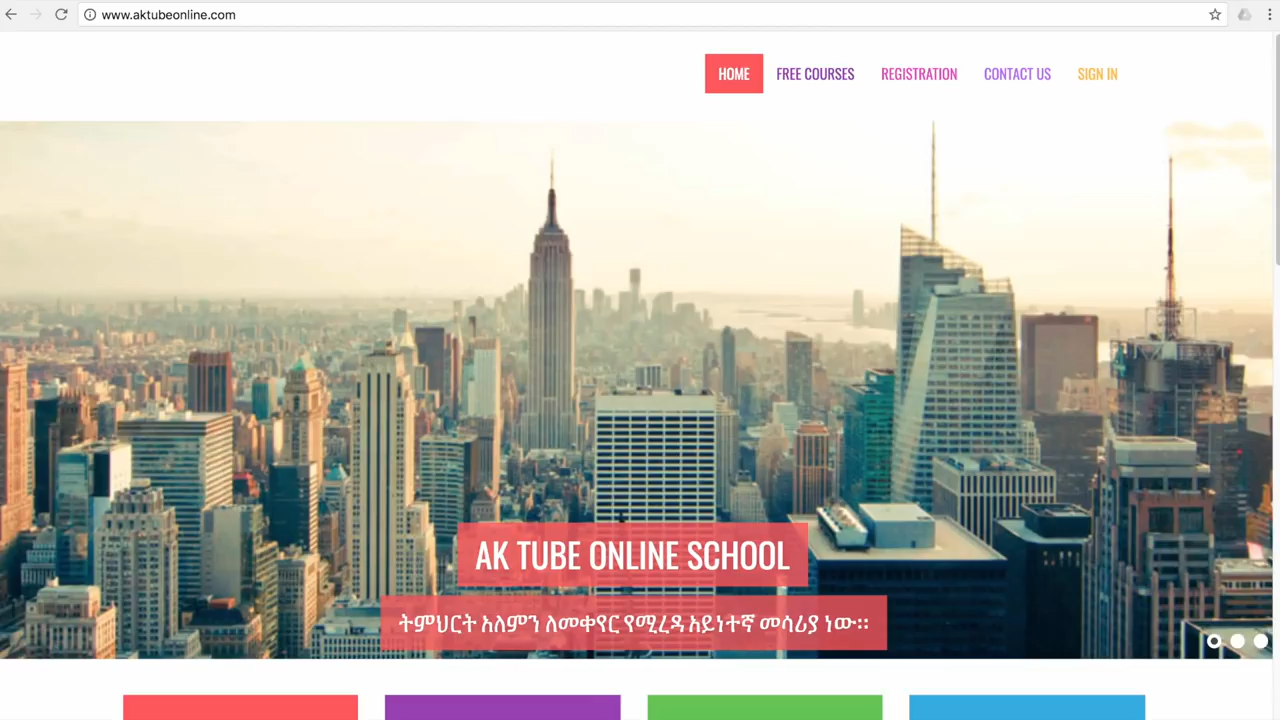 www.aktubeonline.com
HOME FREE COURSES REGISTRATION CONTACT US SIGN IN
AK TUBE ONLINE SCHOOL
ትምህርት አለምን ለመቀየር የሚረዳ አይነተኛ መሳሪያ ነው።